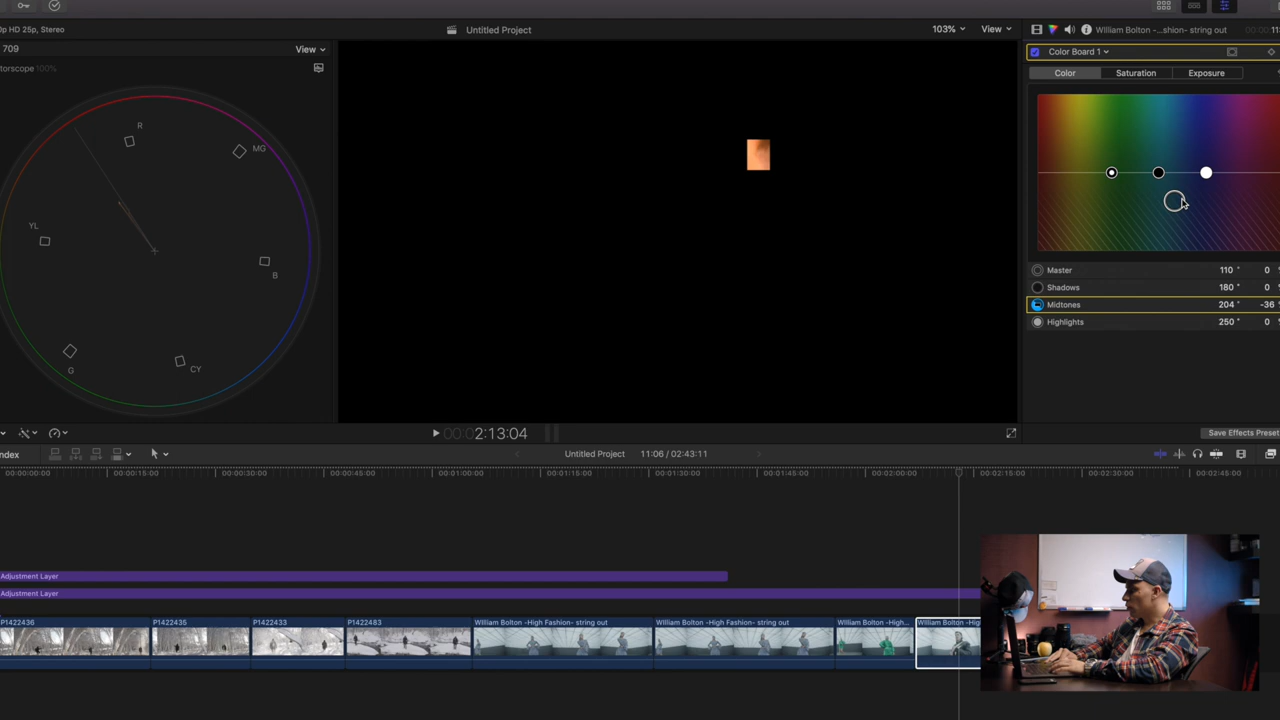 0p HD 25p, Stereo
Untitled Project
103%
View
William Bolton -...shion- string out
709
View
torscope 100%
Color Board 1
Color
Saturation
Exposure
R
MG
YL
B
G
CY
Master
110 °
0
Shadows
180 °
0
Midtones
204 °
-36
Highlights
250 °
0
00:00:02:13:04
Save Effects Preset
ndex
Untitled Project
11:06 / 02:43:11
00:00:00:00
00:00:15:00
00:00:30:00
00:00:45:00
00:01:00:00
00:01:15:00
00:01:30:00
00:01:45:00
00:02:00:00
00:02:15:00
00:02:30:00
00:02:45:00
Adjustment Layer
Adjustment Layer
P1422436
P1422435
P1422433
P1422483
William Bolton -High Fashion- string out
William Bolton -High Fashion- string out
William Bolton -High...
William Bolton -Hig